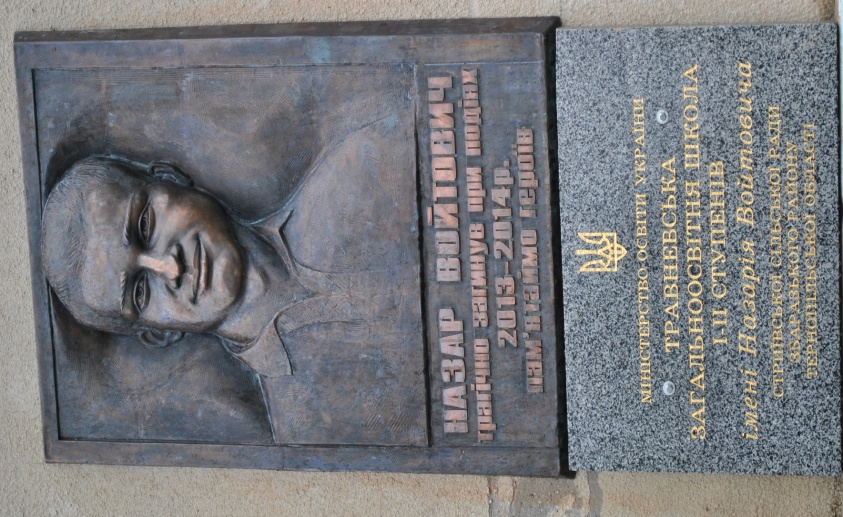 НАЗАР ВОЙТОВИЧ
трагічно загинув при подіях
2013-2014р.
пам'ятаймо героїв
МІНІСТЕРСТВО ОСВІТИ УКРАЇНИ
ТРАВНЕВСЬКА
ЗАГАЛЬНООСВІТНЯ ШКОЛА
І-ІІ СТУПЕНІВ
імені Назарія Войтовича
СТРИЇВСЬКОЇ СІЛЬСЬКОЇ РАДИ
ЗБАРАЗЬКОГО РАЙОНУ
ТЕРНОПІЛЬСЬКОЇ ОБЛАСТІ